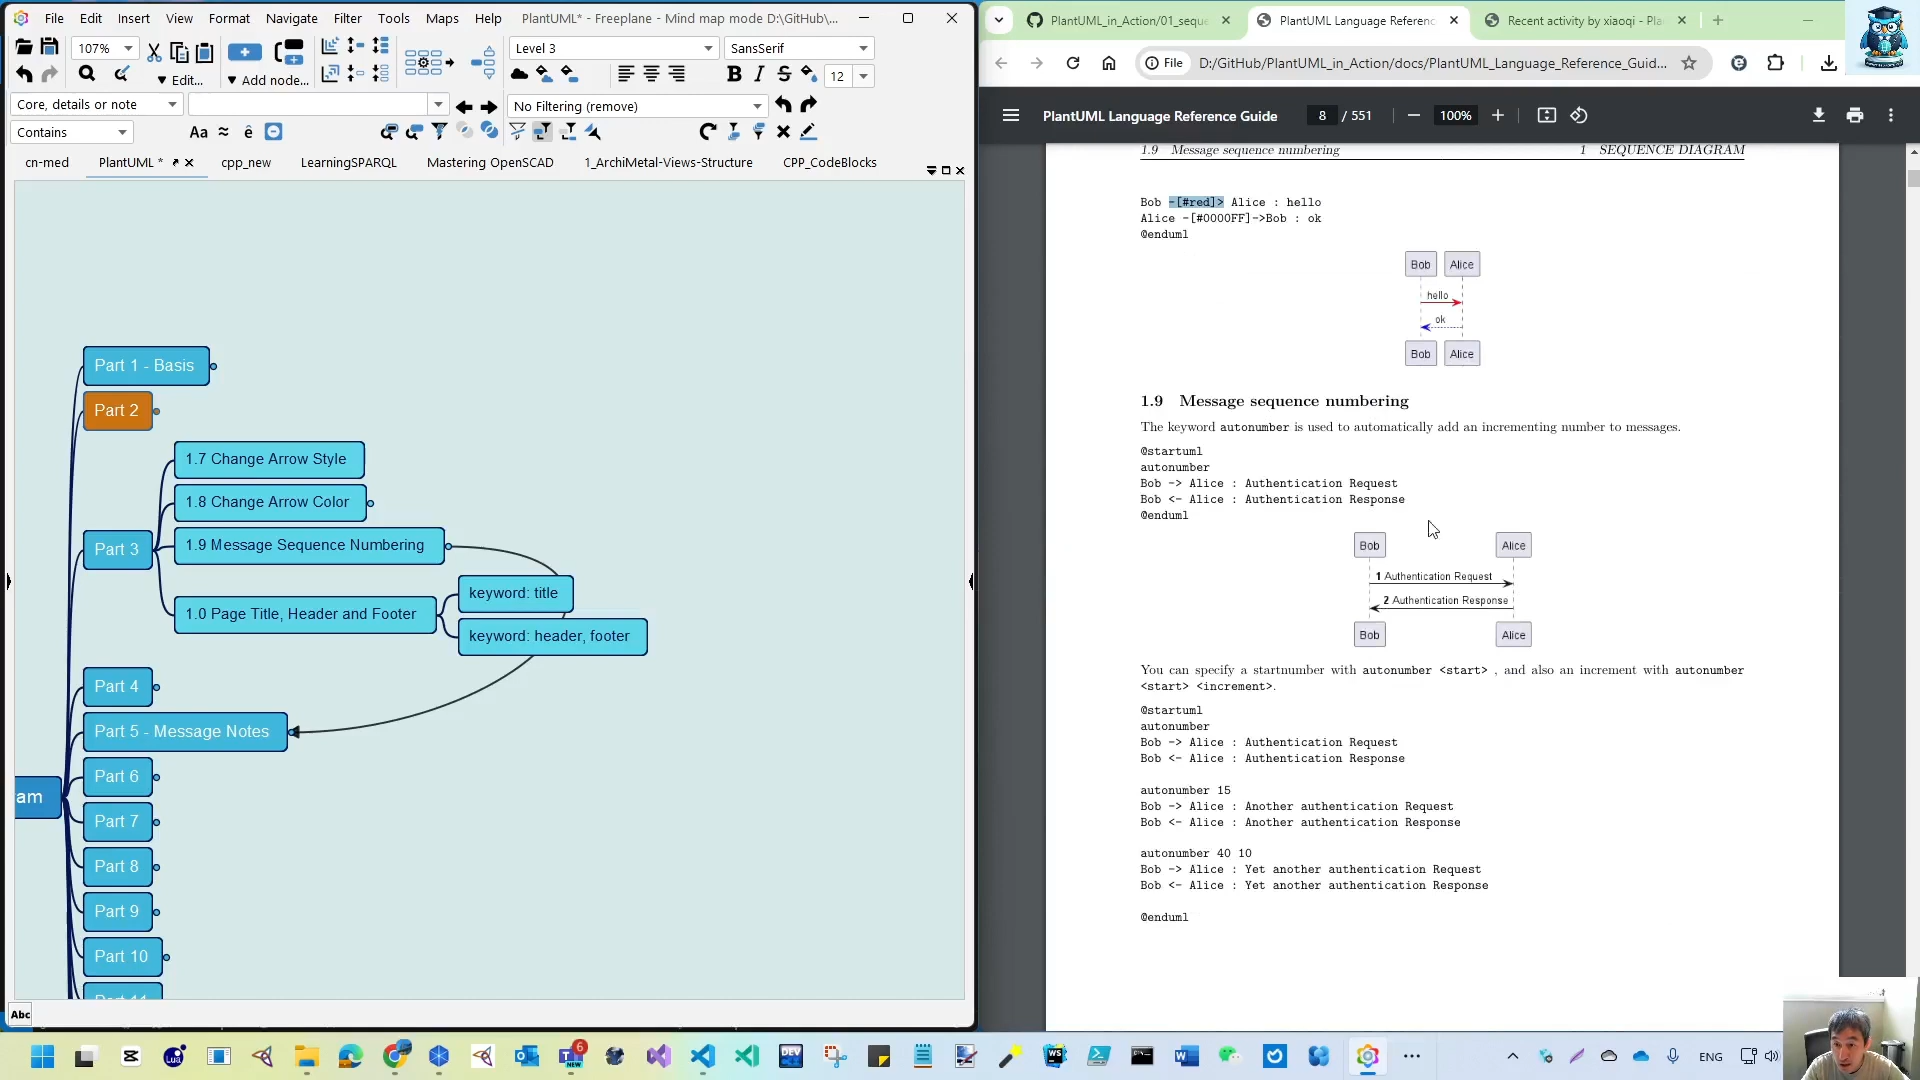 File Edit Insert View Format Navigate Filter Tools Maps Help PlantUML* - Freeplane - Mind map mode D:\GitHub\...
107% Edit... Add node... Level 3 SansSerif
12
Core, details or note No Filtering (remove)
Contains Aa ≈ ê
cn-med PlantUML * cpp_new LearningSPARQL Mastering OpenSCAD 1_ArchiMetal-Views-Structure CPP_CodeBlocks
Part 1 - Basis
Part 2
1.7 Change Arrow Style
1.8 Change Arrow Color
1.9 Message Sequence Numbering
Part 3
keyword: title
1.0 Page Title, Header and Footer
keyword: header, footer
Part 4
Part 5 - Message Notes
Part 6
Part 7
ram
Part 8
Part 9
Part 10
Part 11
Abc
PlantUML_in_Action/01_seque PlantUML Language Referenc Recent activity by xiaoqi - Pla
File D:/GitHub/PlantUML_in_Action/docs/PlantUML_Language_Reference_Guid...
PlantUML Language Reference Guide 8 / 551 100%
1.9 Message sequence numbering 1 SEQUENCE DIAGRAM
Bob -[#red]> Alice : hello
Alice -[#0000FF]->Bob : ok
@enduml
Bob Alice
hello
ok
Bob Alice
1.9 Message sequence numbering
The keyword autonumber is used to automatically add an incrementing number to messages.
@startuml
autonumber
Bob -> Alice : Authentication Request
Bob <- Alice : Authentication Response
@enduml
Bob Alice
1 Authentication Request
2 Authentication Response
Bob Alice
You can specify a startnumber with autonumber <start> , and also an increment with autonumber
<start> <increment>.
@startuml
autonumber
Bob -> Alice : Authentication Request
Bob <- Alice : Authentication Response
autonumber 15
Bob -> Alice : Another authentication Request
Bob <- Alice : Another authentication Response
autonumber 40 10
Bob -> Alice : Yet another authentication Request
Bob <- Alice : Yet another authentication Response
@enduml
Lua 6 NEW DEV WS W ENG